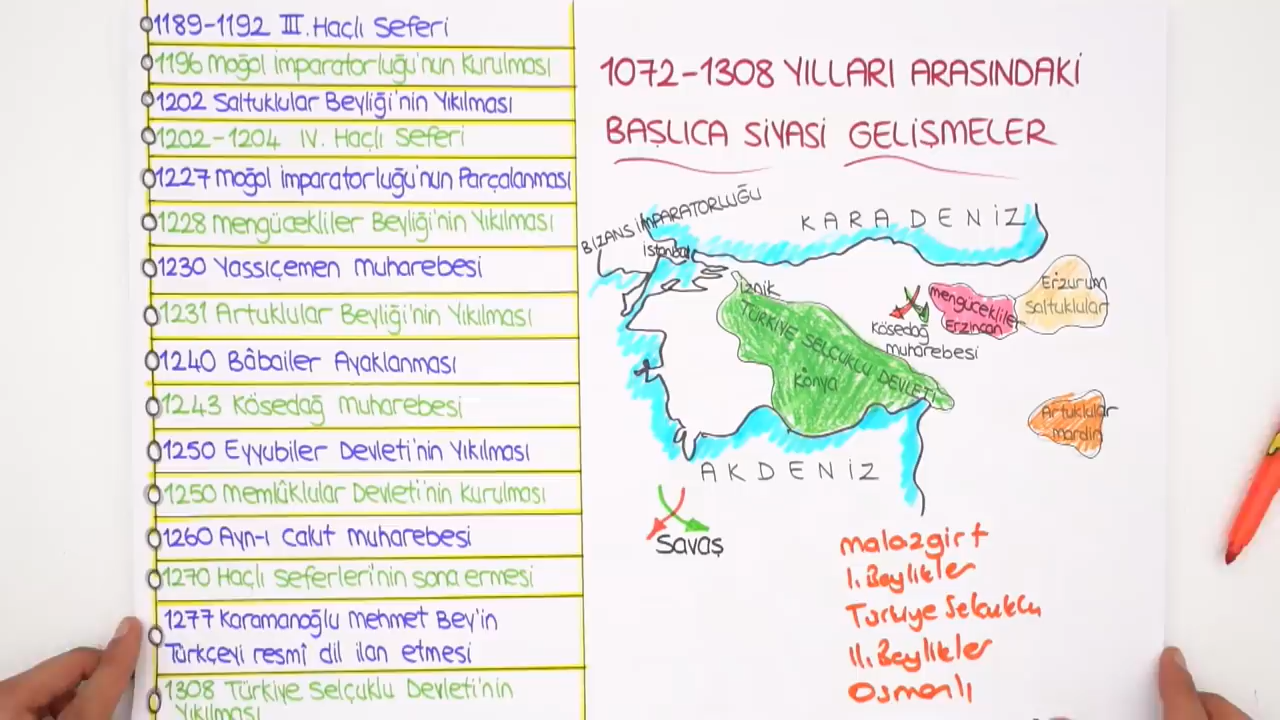 1189-1192 III. Haçlı Seferi
1196 Moğol İmparatorluğu'nun Kurulması
1202 Saltuklular Beyliği'nin Yıkılması
1202-1204 IV. Haçlı Seferi
1227 Moğol İmparatorluğu'nun Parçalanması
1228 Mengücekliler Beyliği'nin Yıkılması
1230 Yassıçemen Muharebesi
1231 Artuklular Beyliği'nin Yıkılması
1240 Bâbailer Ayaklanması
1243 Kösedağ Muharebesi
1250 Eyyubiler Devleti'nin Yıkılması
1250 Memlûklular Devleti'nin Kurulması
1260 Ayn-ı Calut Muharebesi
1270 Haçlı Seferleri'nin sona ermesi
1277 Karamanoğlu Mehmet Bey'in
Türkçeyi resmî dil ilan etmesi
1308 Türkiye Selçuklu Devleti'nin
Yıkılması
1072-1308 YILLARI ARASINDAKİ
BAŞLICA SİYASİ GELİŞMELER
BİZANS İMPARATORLUĞU
KARADENİZ
İstanbul
İznik
TÜRKİYE SELÇUKLU DEVLETİ
Konya
Kösedağ
Muharebesi
Mengücekliler
Erzincan
Erzurum
Saltuklular
Artuklular
Mardin
AKDENİZ
Savaş
Malazgirt
I. Beylikler
Türkiye Selçuklu
II. Beylikler
Osmanlı